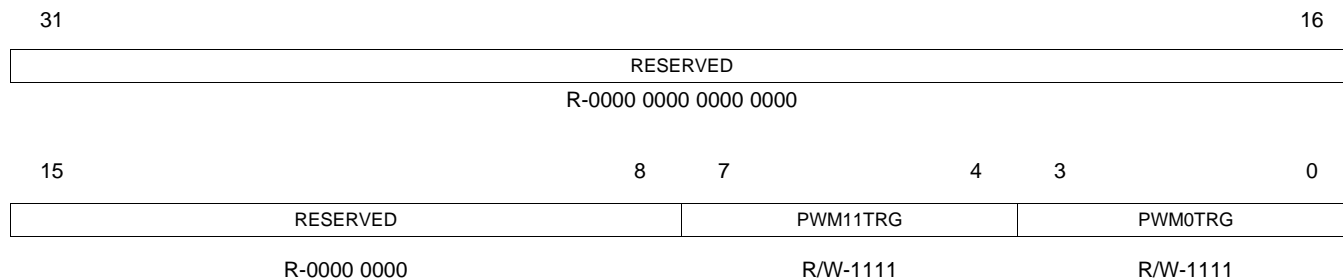 31 16
RESERVED
R-0000 0000 0000 0000
15 8 7 4 3 0
RESERVED PWM11TRG PWM0TRG
R-0000 0000 R/W-1111 R/W-1111